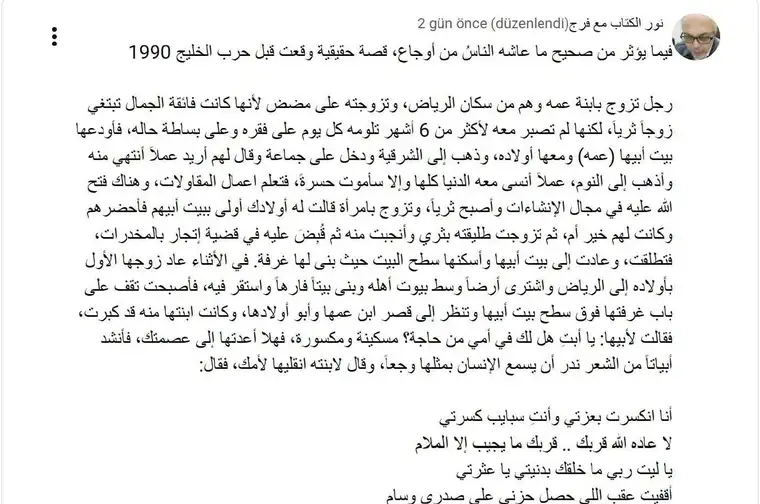 نور الكتاب مع فرج 2 gün önce (düzenlendi)
فيما يؤثر من صحيح ما عاشه الناسُ من أوجاع، قصة حقيقية وقعت قبل حرب الخليج 1990
رجل تزوج بابنة عمه وهم من سكان الرياض، وتزوجته على مضض لأنها كانت فائقة الجمال تبتغي
زوجاً ثرياً، لكنها لم تصبر معه لأكثر من 6 أشهر تلومه كل يوم على فقره وعلى بساطة حاله، فأودعها
بيت أبيها (عمه) ومعها أولاده، وذهب إلى الشرقية ودخل على جماعة وقال لهم أريد عملاً أنتهي منه
وأذهب إلى النوم، عملاً أنسى معه الدنيا كلها وإلا سأموت حسرةً، فتعلم اعمال المقاولات، وهناك فتح
الله عليه في مجال الإنشاءات وأصبح ثرياً، وتزوج بامرأة قالت له أولادك أولى ببيت أبيهم فأحضرهم
وكانت لهم خير أم، ثم تزوجت طليقته بثري وأنجبت منه ثم قُبِضَ عليه في قضية إتجار بالمخدرات،
فتطلقت، وعادت إلى بيت أبيها وأسكنها سطح البيت حيث بنى لها غرفة. في الأثناء عاد زوجها الأول
بأولاده إلى الرياض واشترى أرضاً وسط بيوت أهله وبنى بيتاً فارهاً واستقر فيه، فأصبحت تقف على
باب غرفتها فوق سطح بيت أبيها وتنظر إلى قصر ابن عمها وأبو أولادها، وكانت ابنتها منه قد كبرت،
فقالت لأبيها: يا أبتِ هل لك في أمي من حاجة؟ مسكينة ومكسورة، فهلا أعدتها إلى عصمتك، فأنشد
أبياتاً من الشعر ندر أن يسمع الإنسان بمثلها وجعاً، وقال لابنته انقليها لأمك، فقال:
أنا انكسرت بعزتي وأنتِ سبايب كسرتي
لا عاده الله قربك .. قربك ما يجيب إلا الملام
يا ليت ربي ما خلقك بدنيتي يا عثرتي
أقفيت عقب اللي حصل حزني على صدري وسام